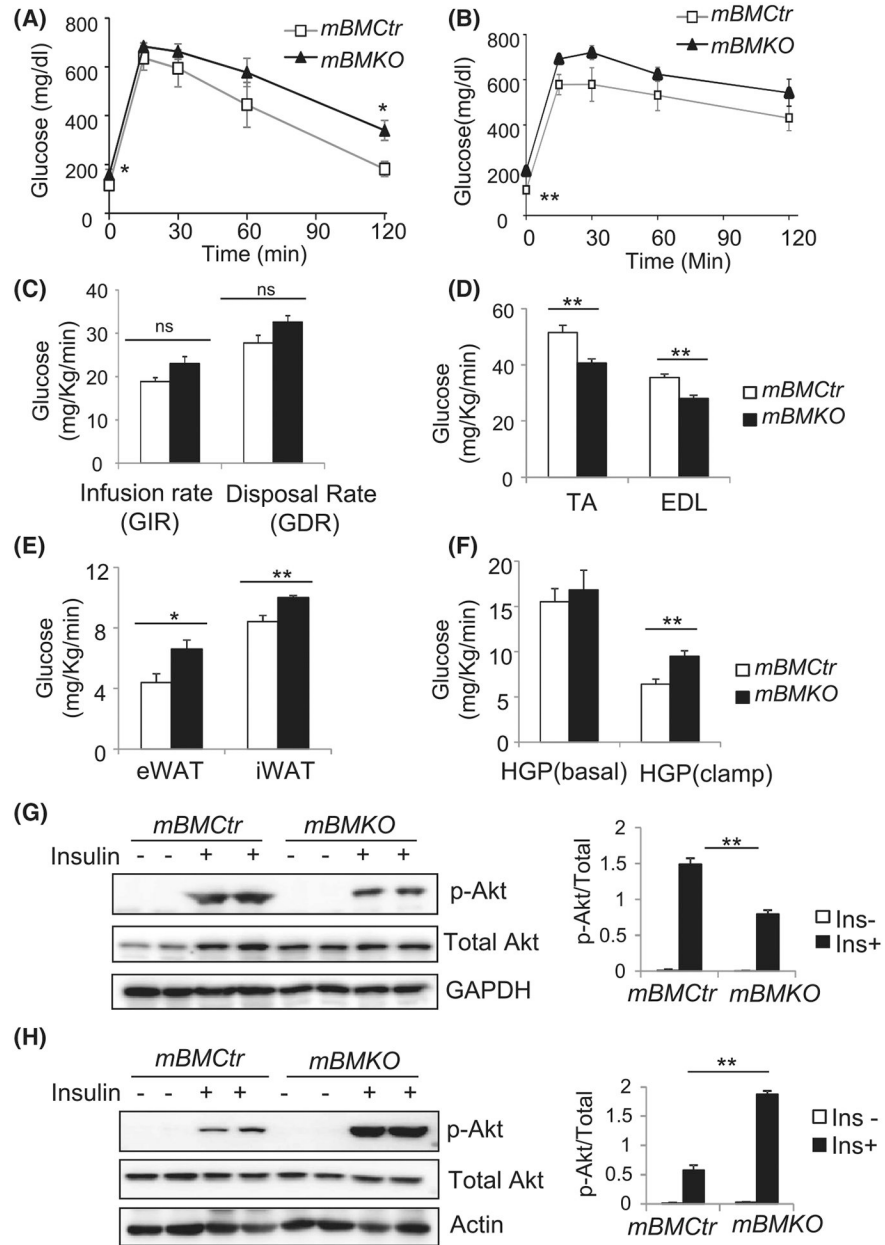 (A)
mBMCtr
mBMKO
Glucose (mg/dl)
800
600
400
200
0
*
*
0 30 60 90 120
Time (min)
(B)
mBMCtr
mBMKO
Glucose(mg/dl)
800
600
400
200
0
**
0 30 60 90 120
Time (Min)
(C)
Glucose
(mg/Kg/min)
40
30
20
10
0
ns
ns
Infusion rate
(GIR)
Disposal Rate
(GDR)
(D)
Glucose
(mg/Kg/min)
60
40
20
0
**
**
TA EDL
mBMCtr
mBMKO
(E)
Glucose
(mg/Kg/min)
12
8
4
0
*
**
eWAT iWAT
(F)
Glucose
(mg/Kg/min)
20
15
10
5
0
**
HGP(basal) HGP(clamp)
mBMCtr
mBMKO
(G)
mBMCtr mBMKO
Insulin - - + + - - + +
p-Akt
Total Akt
GAPDH
p-Akt/Total
2
1.5
1
0.5
0
**
mBMCtr mBMKO
Ins-
Ins+
(H)
mBMCtr mBMKO
Insulin - - + + - - + +
p-Akt
Total Akt
Actin
p-Akt/Total
2
1.5
1
0.5
0
**
mBMCtr mBMKO
Ins -
Ins+